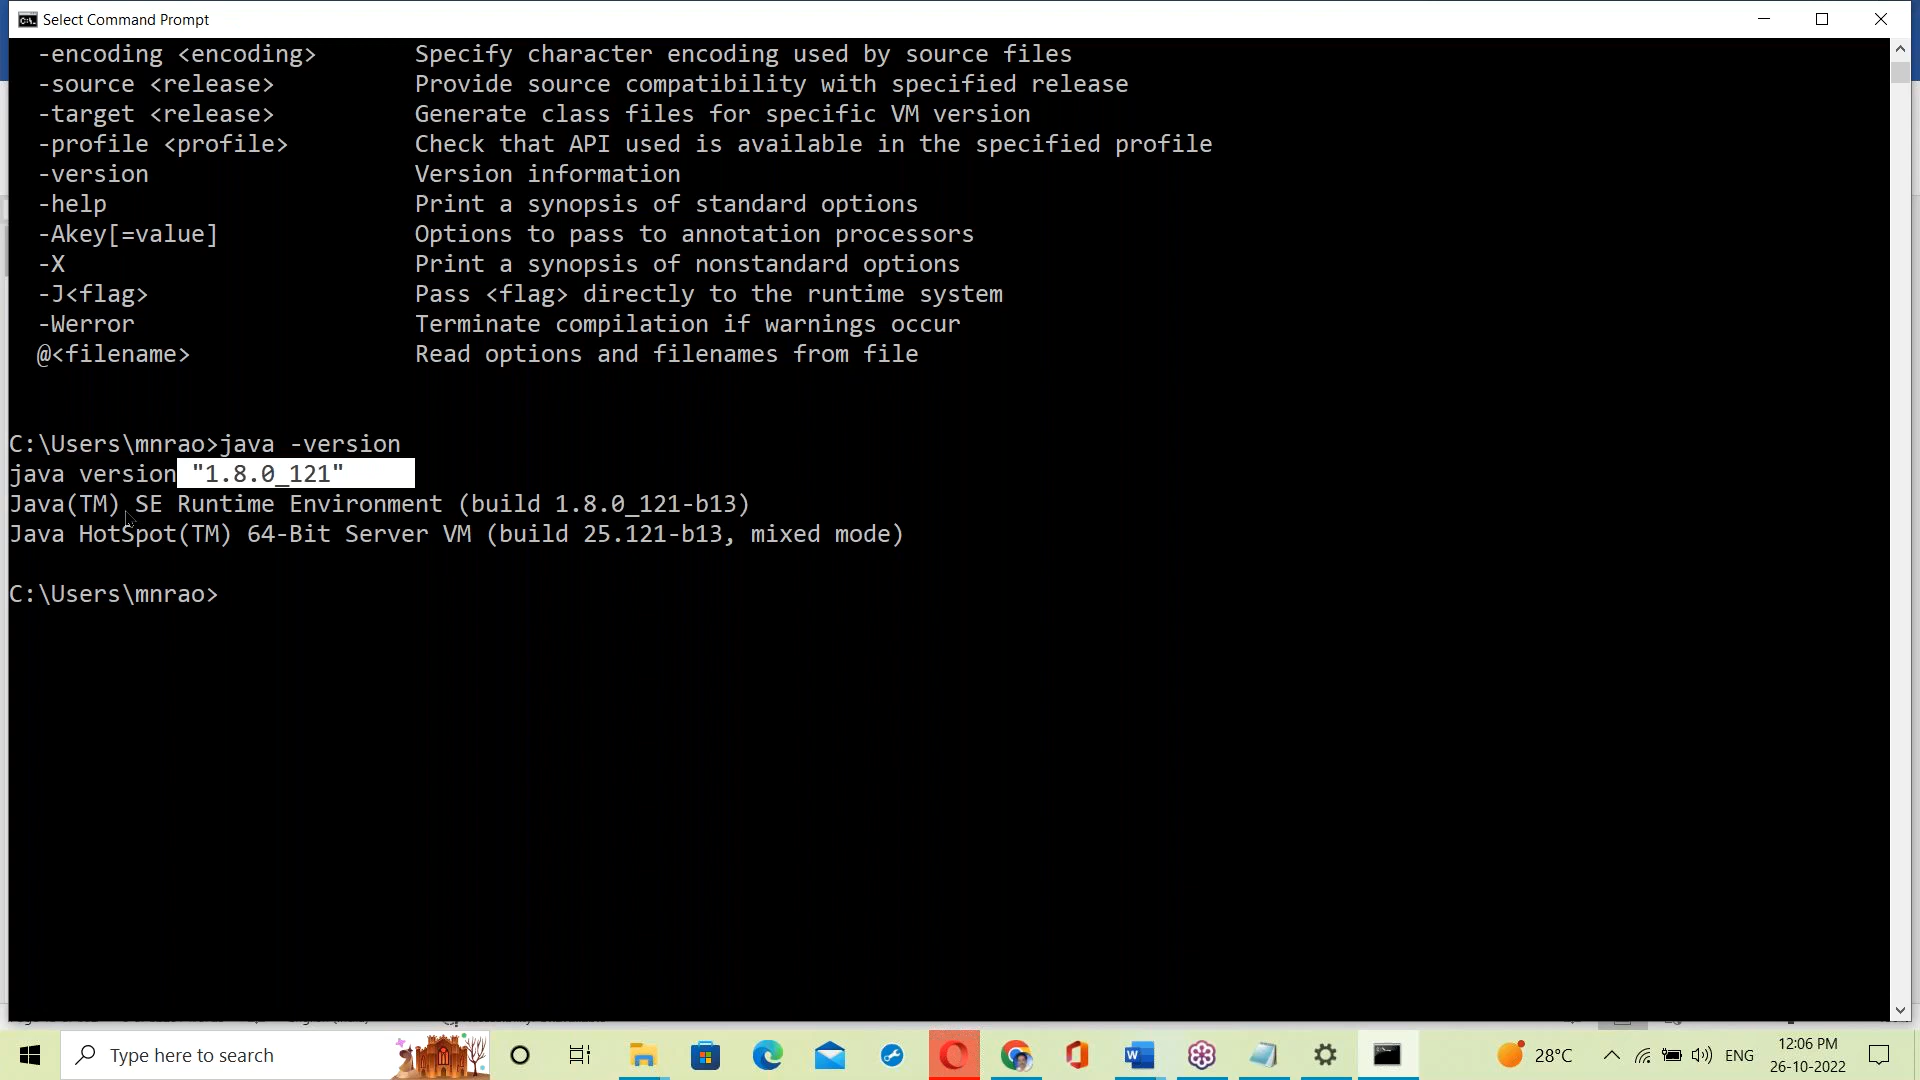 Select Command Prompt
-encoding <encoding> Specify character encoding used by source files
-source <release> Provide source compatibility with specified release
-target <release> Generate class files for specific VM version
-profile <profile> Check that API used is available in the specified profile
-version Version information
-help Print a synopsis of standard options
-Akey[=value] Options to pass to annotation processors
-X Print a synopsis of nonstandard options
-J<flag> Pass <flag> directly to the runtime system
-Werror Terminate compilation if warnings occur
@<filename> Read options and filenames from file
C:\Users\mnrao>java -version
java version "1.8.0_121"
Java(TM) SE Runtime Environment (build 1.8.0_121-b13)
Java HotSpot(TM) 64-Bit Server VM (build 25.121-b13, mixed mode)
C:\Users\mnrao>
Type here to search
28°C
ENG
12:06 PM
26-10-2022